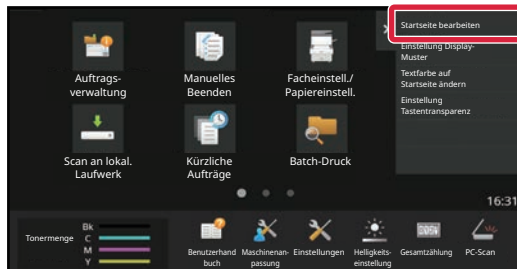 Startseite bearbeiten
Einstellung Display-
Muster
Textfarbe auf
Startseite ändern
Einstellung
Tastentransparenz
Auftrags-
verwaltung
Manuelles
Beenden
Facheinstell./
Papiereinstell.
Scan an lokal.
Laufwerk
Kürzliche
Aufträge
Batch-Druck
16:31
Tonermenge
Bk
C
M
Y
Benutzerhand
buch
Maschinenan-
passung
Einstellungen
Helligkeits-
einstellung
Gesamtzählung
PC-Scan